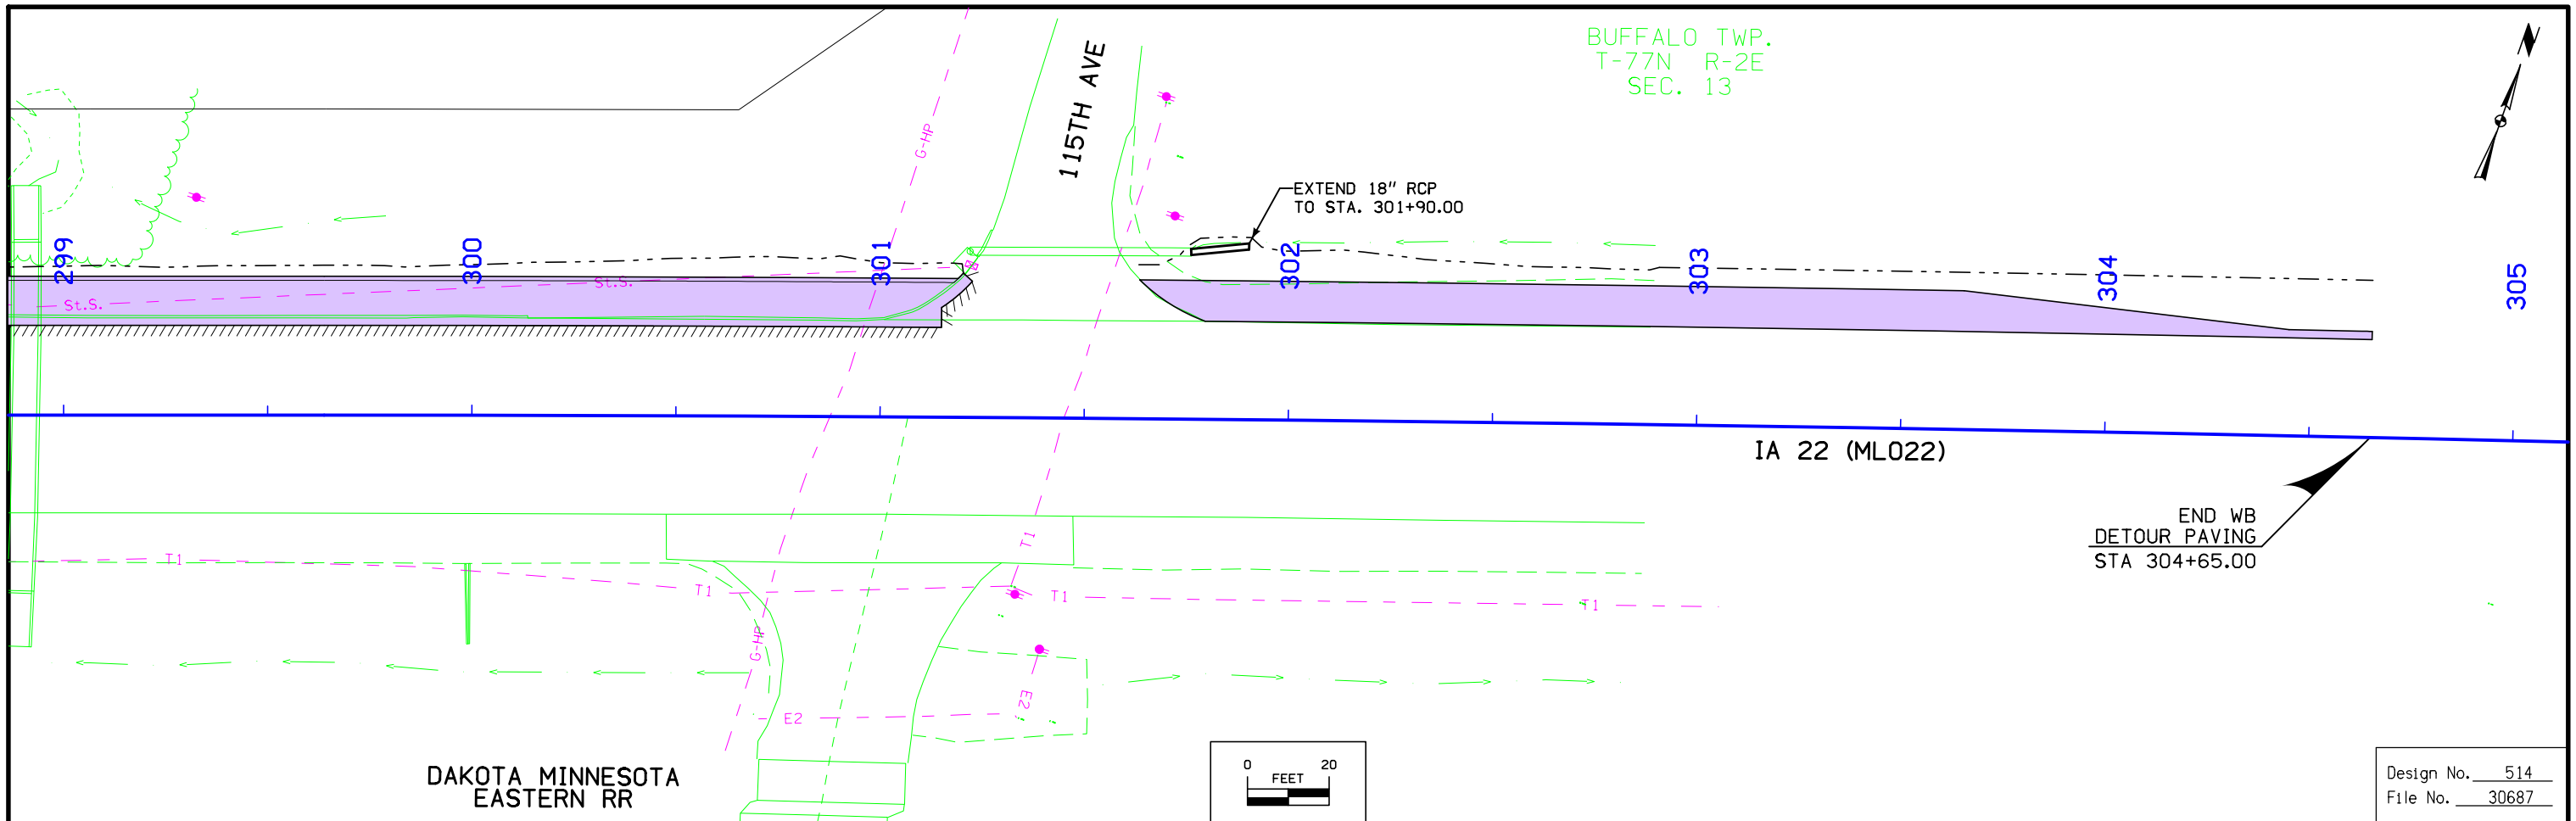 BUFFALO TWP.
T-77N R-2E
SEC. 13
N
115TH AVE
G-HP
EXTEND 18" RCP
TO STA. 301+90.00
299
300
301
302
303
304
305
St.S.
St.S.
IA 22 (ML022)
END WB
DETOUR PAVING
STA 304+65.00
T1
T1
T1
T1
T1
G-HP
E2
E2
DAKOTA MINNESOTA
EASTERN RR
0 20
FEET
Design No. 514
File No. 30687